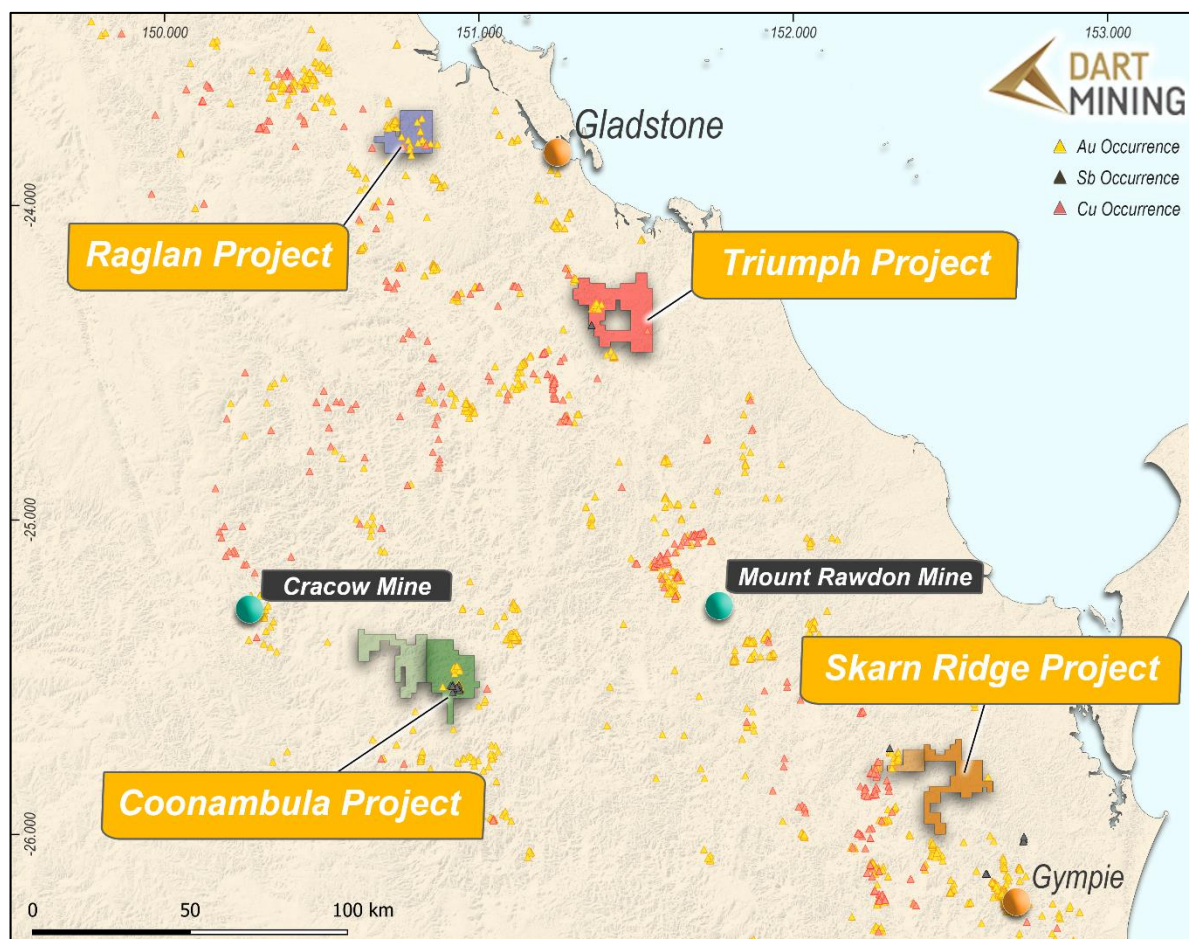 150.000
151.000
152.000
153.000
DART
MINING
Gladstone
Au Occurrence
Sb Occurrence
Cu Occurrence
-24.000
Raglan Project
Triumph Project
-25.000
Cracow Mine
Mount Rawdon Mine
Skarn Ridge Project
Coonambula Project
-26.000
Gympie
0
50
100 km